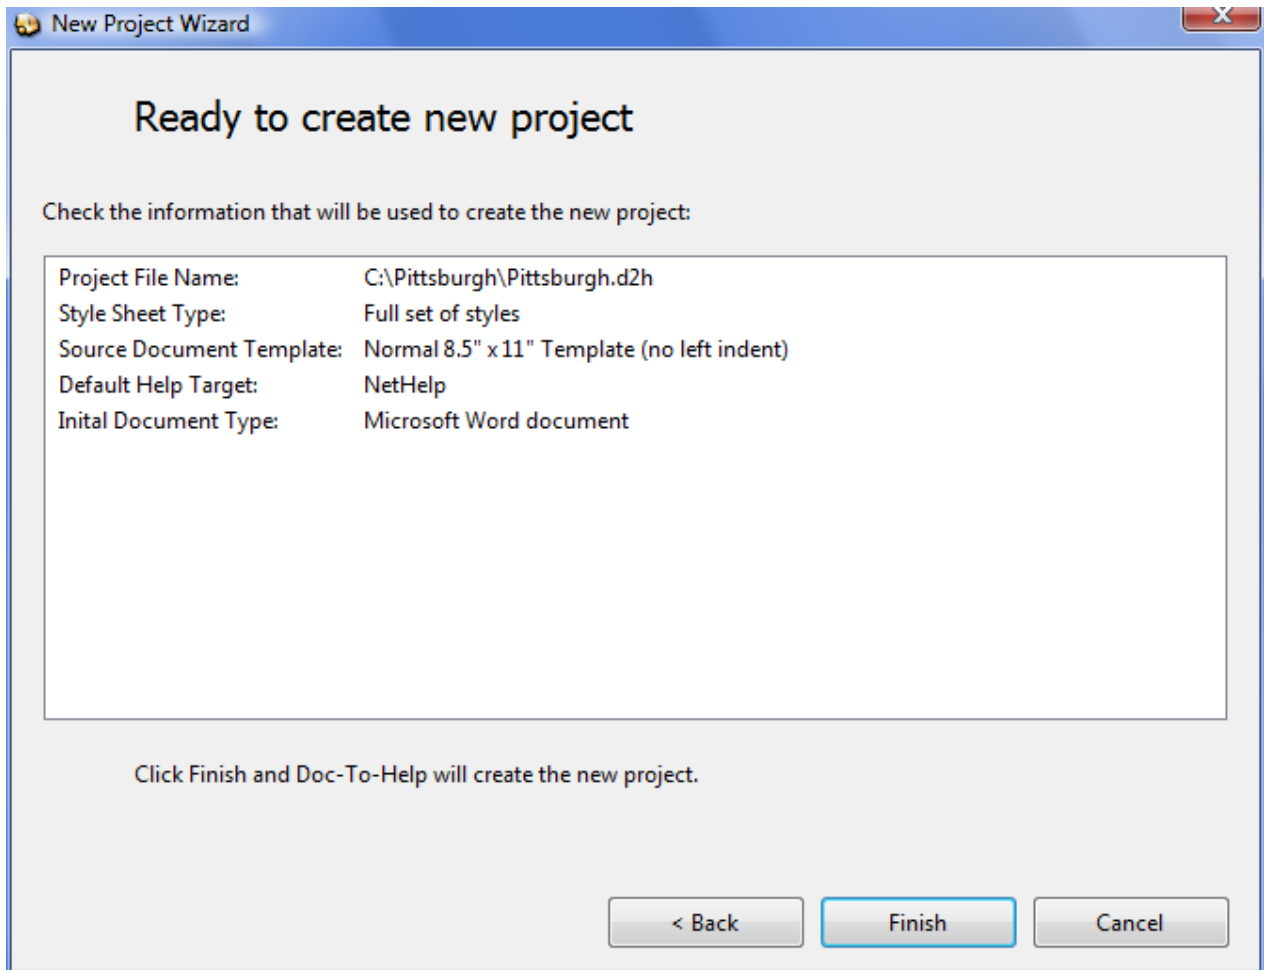 New Project Wizard
Ready to create new project
Check the information that will be used to create the new project:
Project File Name: C:\Pittsburgh\Pittsburgh.d2h
Style Sheet Type: Full set of styles
Source Document Template: Normal 8.5" x 11" Template (no left indent)
Default Help Target: NetHelp
Inital Document Type: Microsoft Word document
Click Finish and Doc-To-Help will create the new project.
< Back Finish Cancel